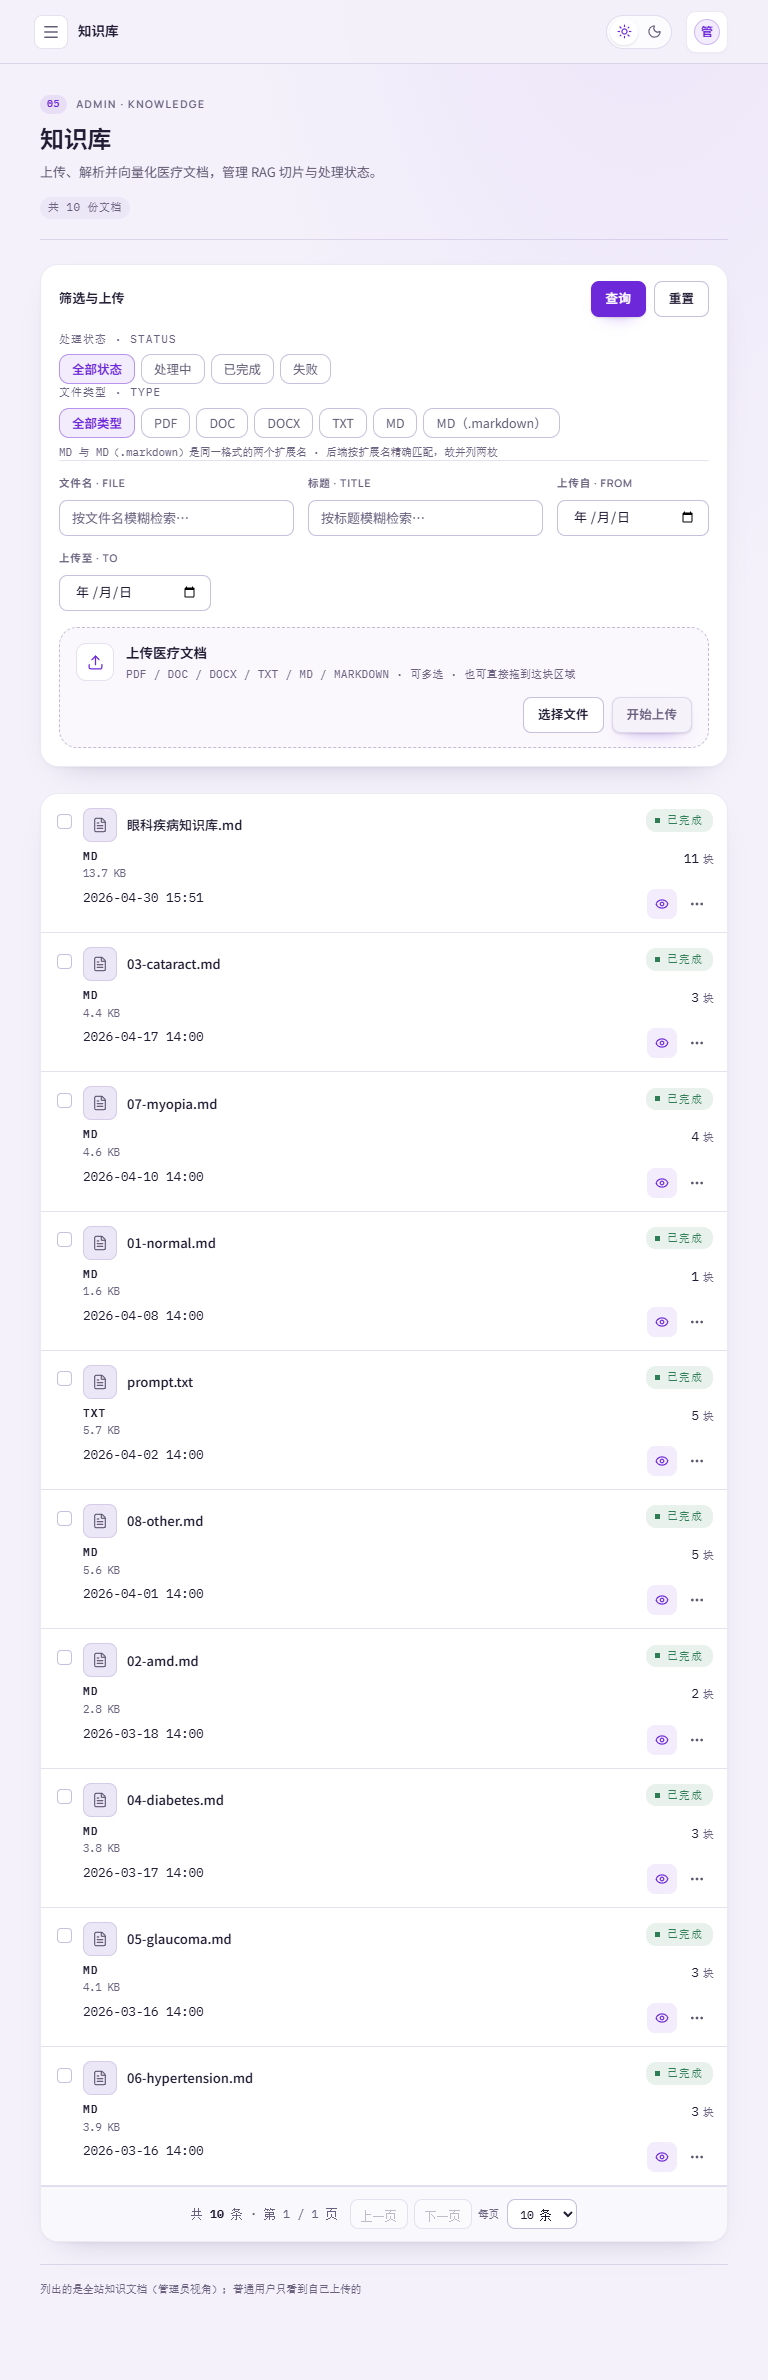 知识库
管
05 ADMIN · KNOWLEDGE
知识库
上传、解析并向量化医疗文档，管理 RAG 切片与处理状态。
共 10 份文档
筛选与上传
查询
重置
处理状态 · STATUS
全部状态 处理中 已完成 失败
文件类型 · TYPE
全部类型 PDF DOC DOCX TXT MD MD（.markdown）
MD 与 MD（.markdown）是同一格式的两个扩展名 · 后端按扩展名精确匹配，故并列两枚
文件名 · FILE 标题 · TITLE 上传自 · FROM
按文件名模糊检索… 按标题模糊检索… 年 /月/日
上传至 · TO
年 /月/日
上传医疗文档
PDF / DOC / DOCX / TXT / MD / MARKDOWN · 可多选 · 也可直接拖到这块区域
选择文件 开始上传
眼科疾病知识库.md 已完成
MD 11 块
13.7 KB
2026-04-30 15:51
03-cataract.md 已完成
MD 3 块
4.4 KB
2026-04-17 14:00
07-myopia.md 已完成
MD 4 块
4.6 KB
2026-04-10 14:00
01-normal.md 已完成
MD 1 块
1.6 KB
2026-04-08 14:00
prompt.txt 已完成
TXT 5 块
5.7 KB
2026-04-02 14:00
08-other.md 已完成
MD 5 块
5.6 KB
2026-04-01 14:00
02-amd.md 已完成
MD 2 块
2.8 KB
2026-03-18 14:00
04-diabetes.md 已完成
MD 3 块
3.8 KB
2026-03-17 14:00
05-glaucoma.md 已完成
MD 3 块
4.1 KB
2026-03-16 14:00
06-hypertension.md 已完成
MD 3 块
3.9 KB
2026-03-16 14:00
共 10 条 · 第 1 / 1 页 上一页 下一页 每页 10 条
列出的是全站知识文档（管理员视角）；普通用户只看到自己上传的